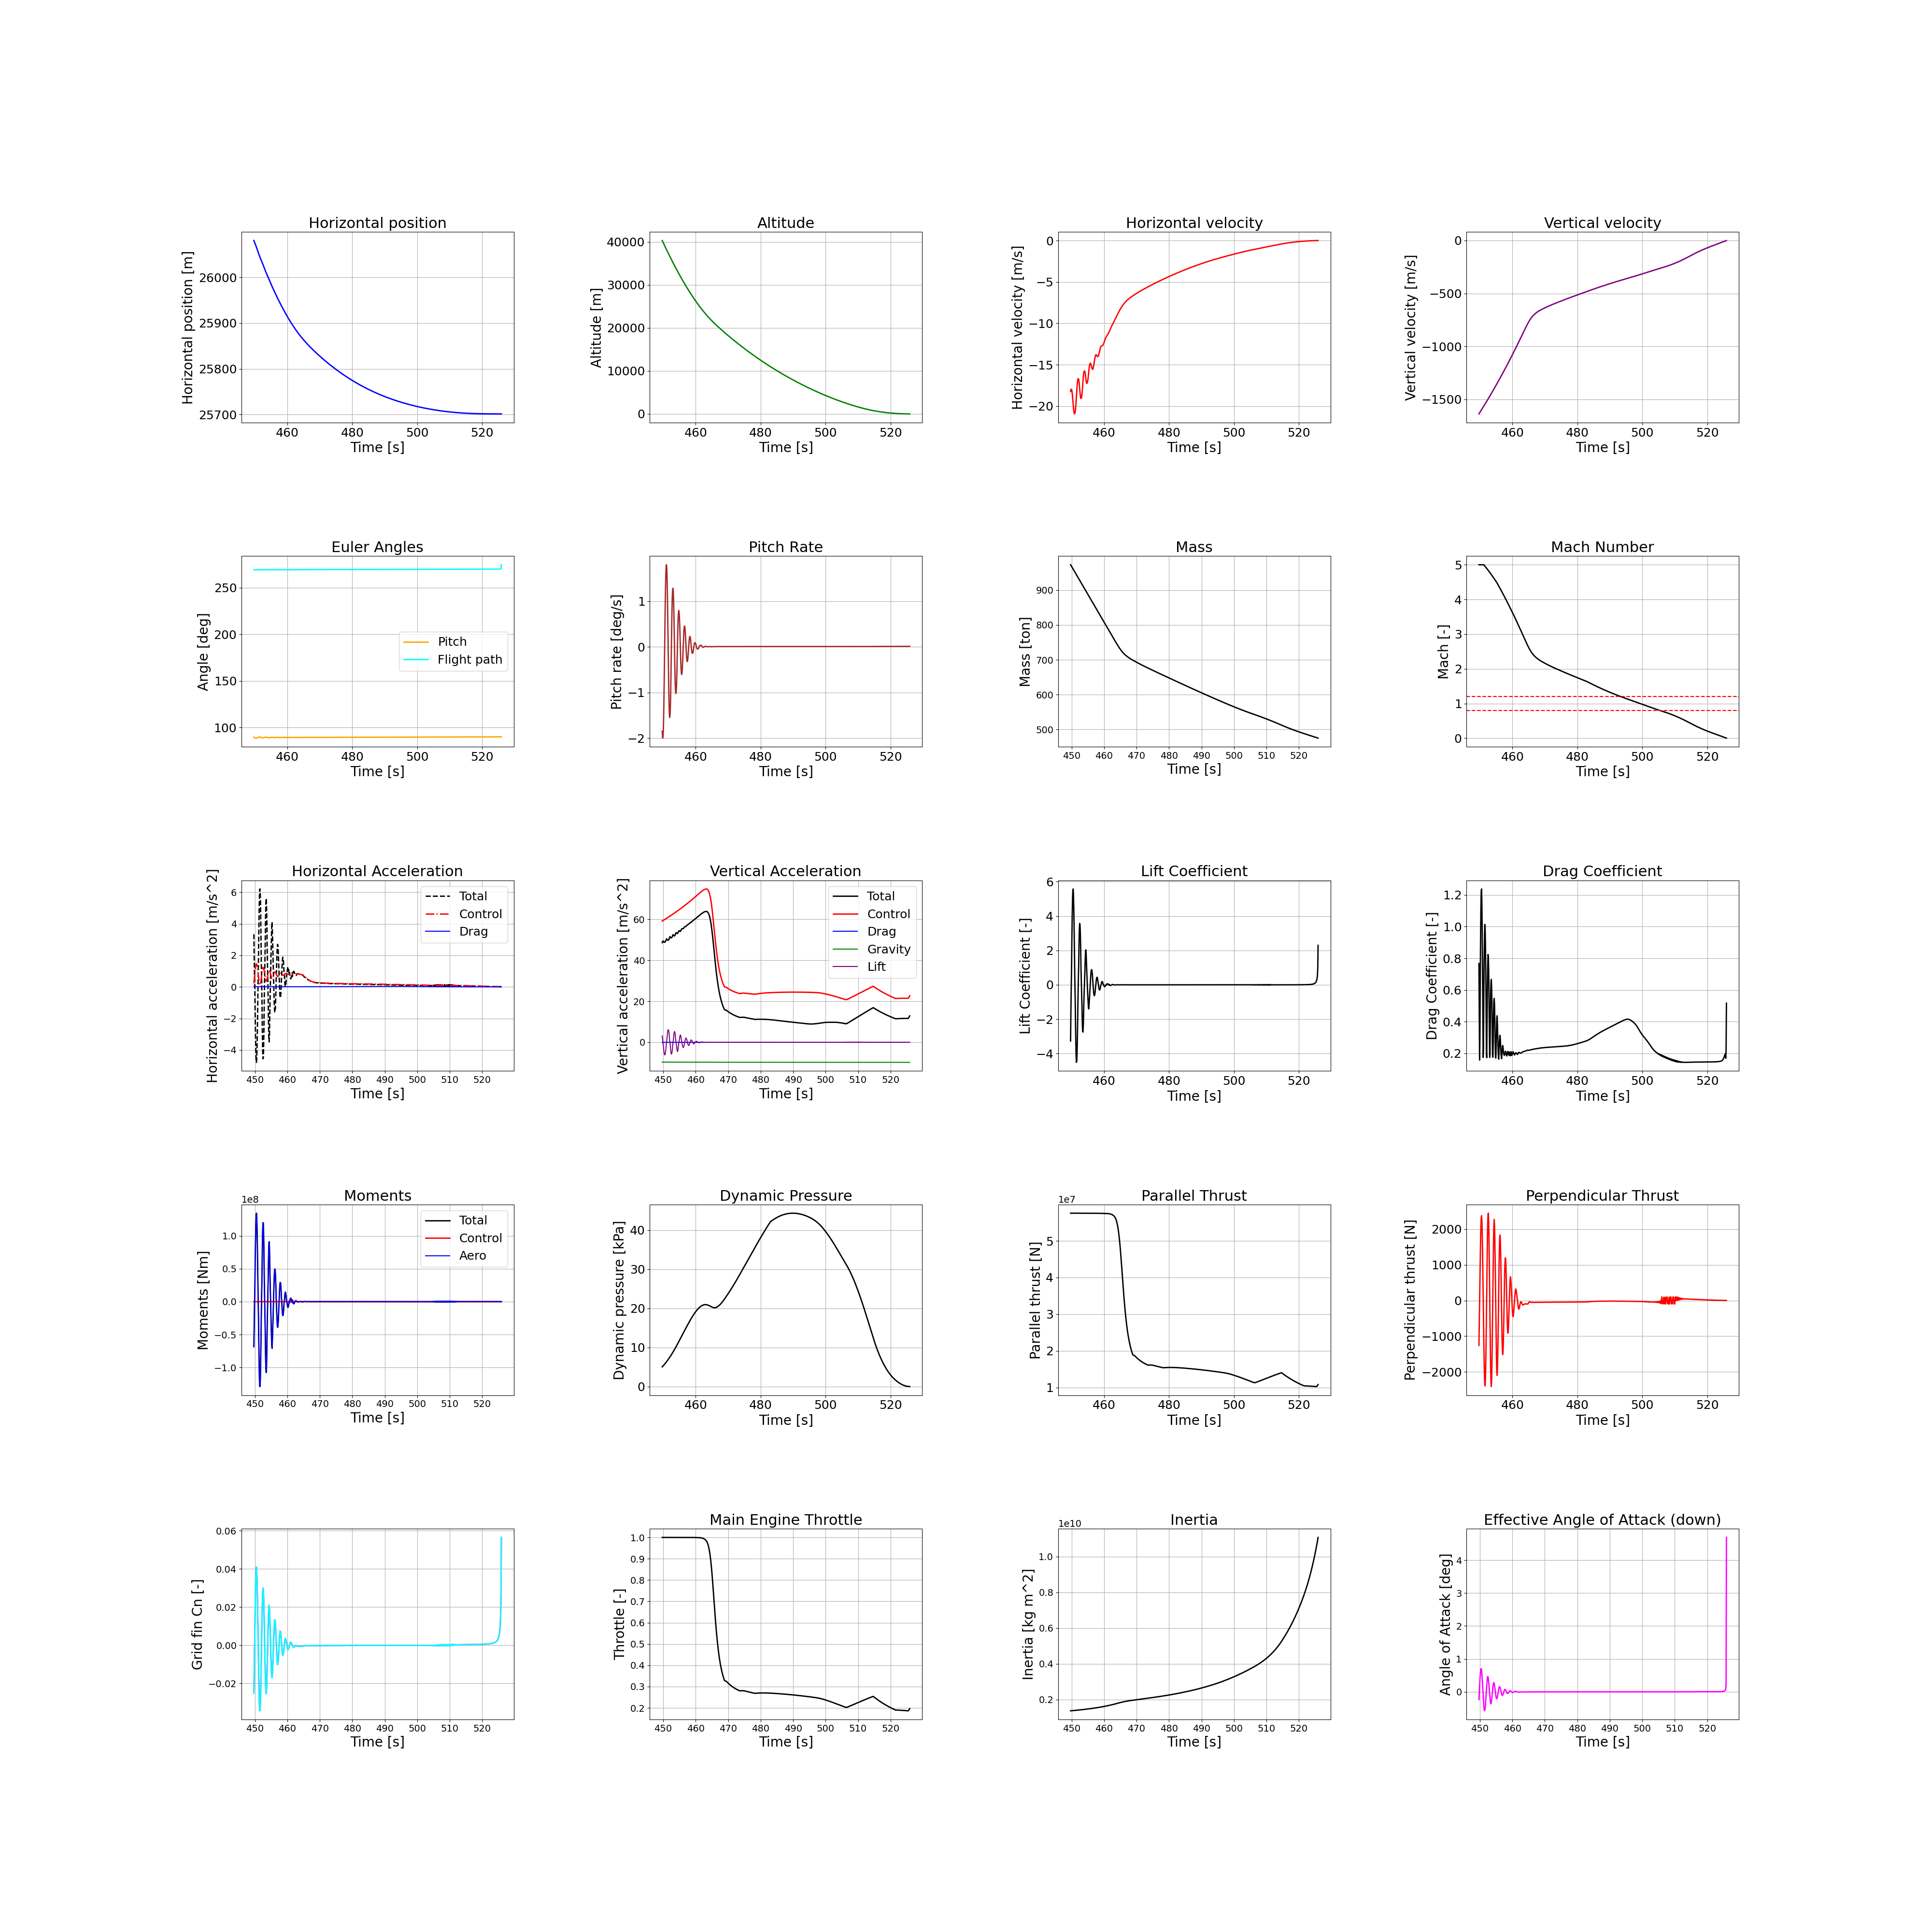 Horizontal position
Horizontal position [m]
26000
25900
25800
25700
460 480 500 520
Time [s]
Altitude
Altitude [m]
40000
30000
20000
10000
0
460 480 500 520
Time [s]
Horizontal velocity
Horizontal velocity [m/s]
0
−5
−10
−15
−20
460 480 500 520
Time [s]
Vertical velocity
Vertical velocity [m/s]
0
−500
−1000
−1500
460 480 500 520
Time [s]
Euler Angles
Angle [deg]
250
200
150
100
Pitch
Flight path
460 480 500 520
Time [s]
Pitch Rate
Pitch rate [deg/s]
1
0
−1
−2
460 480 500 520
Time [s]
Mass
Mass [ton]
900
800
700
600
500
450 460 470 480 490 500 510 520
Time [s]
Mach Number
Mach [-]
5
4
3
2
1
0
460 480 500 520
Time [s]
Horizontal Acceleration
Horizontal acceleration [m/s^2]
6
4
2
0
−2
−4
Total
Control
Drag
450 460 470 480 490 500 510 520
Time [s]
Vertical Acceleration
Vertical acceleration [m/s^2]
60
40
20
0
Total
Control
Drag
Gravity
Lift
450 460 470 480 490 500 510 520
Time [s]
Lift Coefficient
Lift Coefficient [-]
6
4
2
0
−2
−4
460 480 500 520
Time [s]
Drag Coefficient
Drag Coefficient [-]
1.2
1.0
0.8
0.6
0.4
0.2
460 480 500 520
Time [s]
Moments
1e8
Moments [Nm]
1.0
0.5
0.0
−0.5
−1.0
Total
Control
Aero
450 460 470 480 490 500 510 520
Time [s]
Dynamic Pressure
Dynamic pressure [kPa]
40
30
20
10
0
460 480 500 520
Time [s]
Parallel Thrust
1e7
Parallel thrust [N]
5
4
3
2
1
460 480 500 520
Time [s]
Perpendicular Thrust
Perpendicular thrust [N]
2000
1000
0
−1000
−2000
460 480 500 520
Time [s]
Grid fin Cn [-]
0.06
0.04
0.02
0.00
−0.02
450 460 470 480 490 500 510 520
Time [s]
Main Engine Throttle
Throttle [-]
1.0
0.9
0.8
0.7
0.6
0.5
0.4
0.3
0.2
450 460 470 480 490 500 510 520
Time [s]
Inertia
1e10
Inertia [kg m^2]
1.0
0.8
0.6
0.4
0.2
450 460 470 480 490 500 510 520
Time [s]
Effective Angle of Attack (down)
Angle of Attack [deg]
4
3
2
1
0
450 460 470 480 490 500 510 520
Time [s]